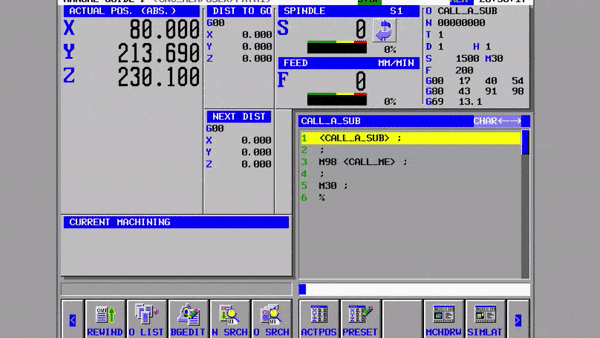 ACTUAL POS. (ABS.)
X 80.000
Y 213.690
Z 230.100
DIST TO GO
G00
X 0.000
Y 0.000
Z 0.000
SPINDLE S1
S 0
0%
FEED MM/MIN
F 0
0%
O CALL_A_SUB
N 00000000
T 1
D 1 H 1
S 1500 M30
F 200
G00 17 40 54
G80 43 91 98
G69 13.1
NEXT DIST
G00
X 0.000
Y 0.000
Z 0.000
CURRENT MACHINING
CALL_A_SUB CHAR←→
1 <CALL_A_SUB> ;
2 ;
3 M98 <CALL_ME> ;
4 ;
5 M30 ;
6 %
<
REWIND
O LIST
BGEDIT
N SRCH
O SRCH
ACTPOS
PRESET
MCHDRW
SIMLAT
>